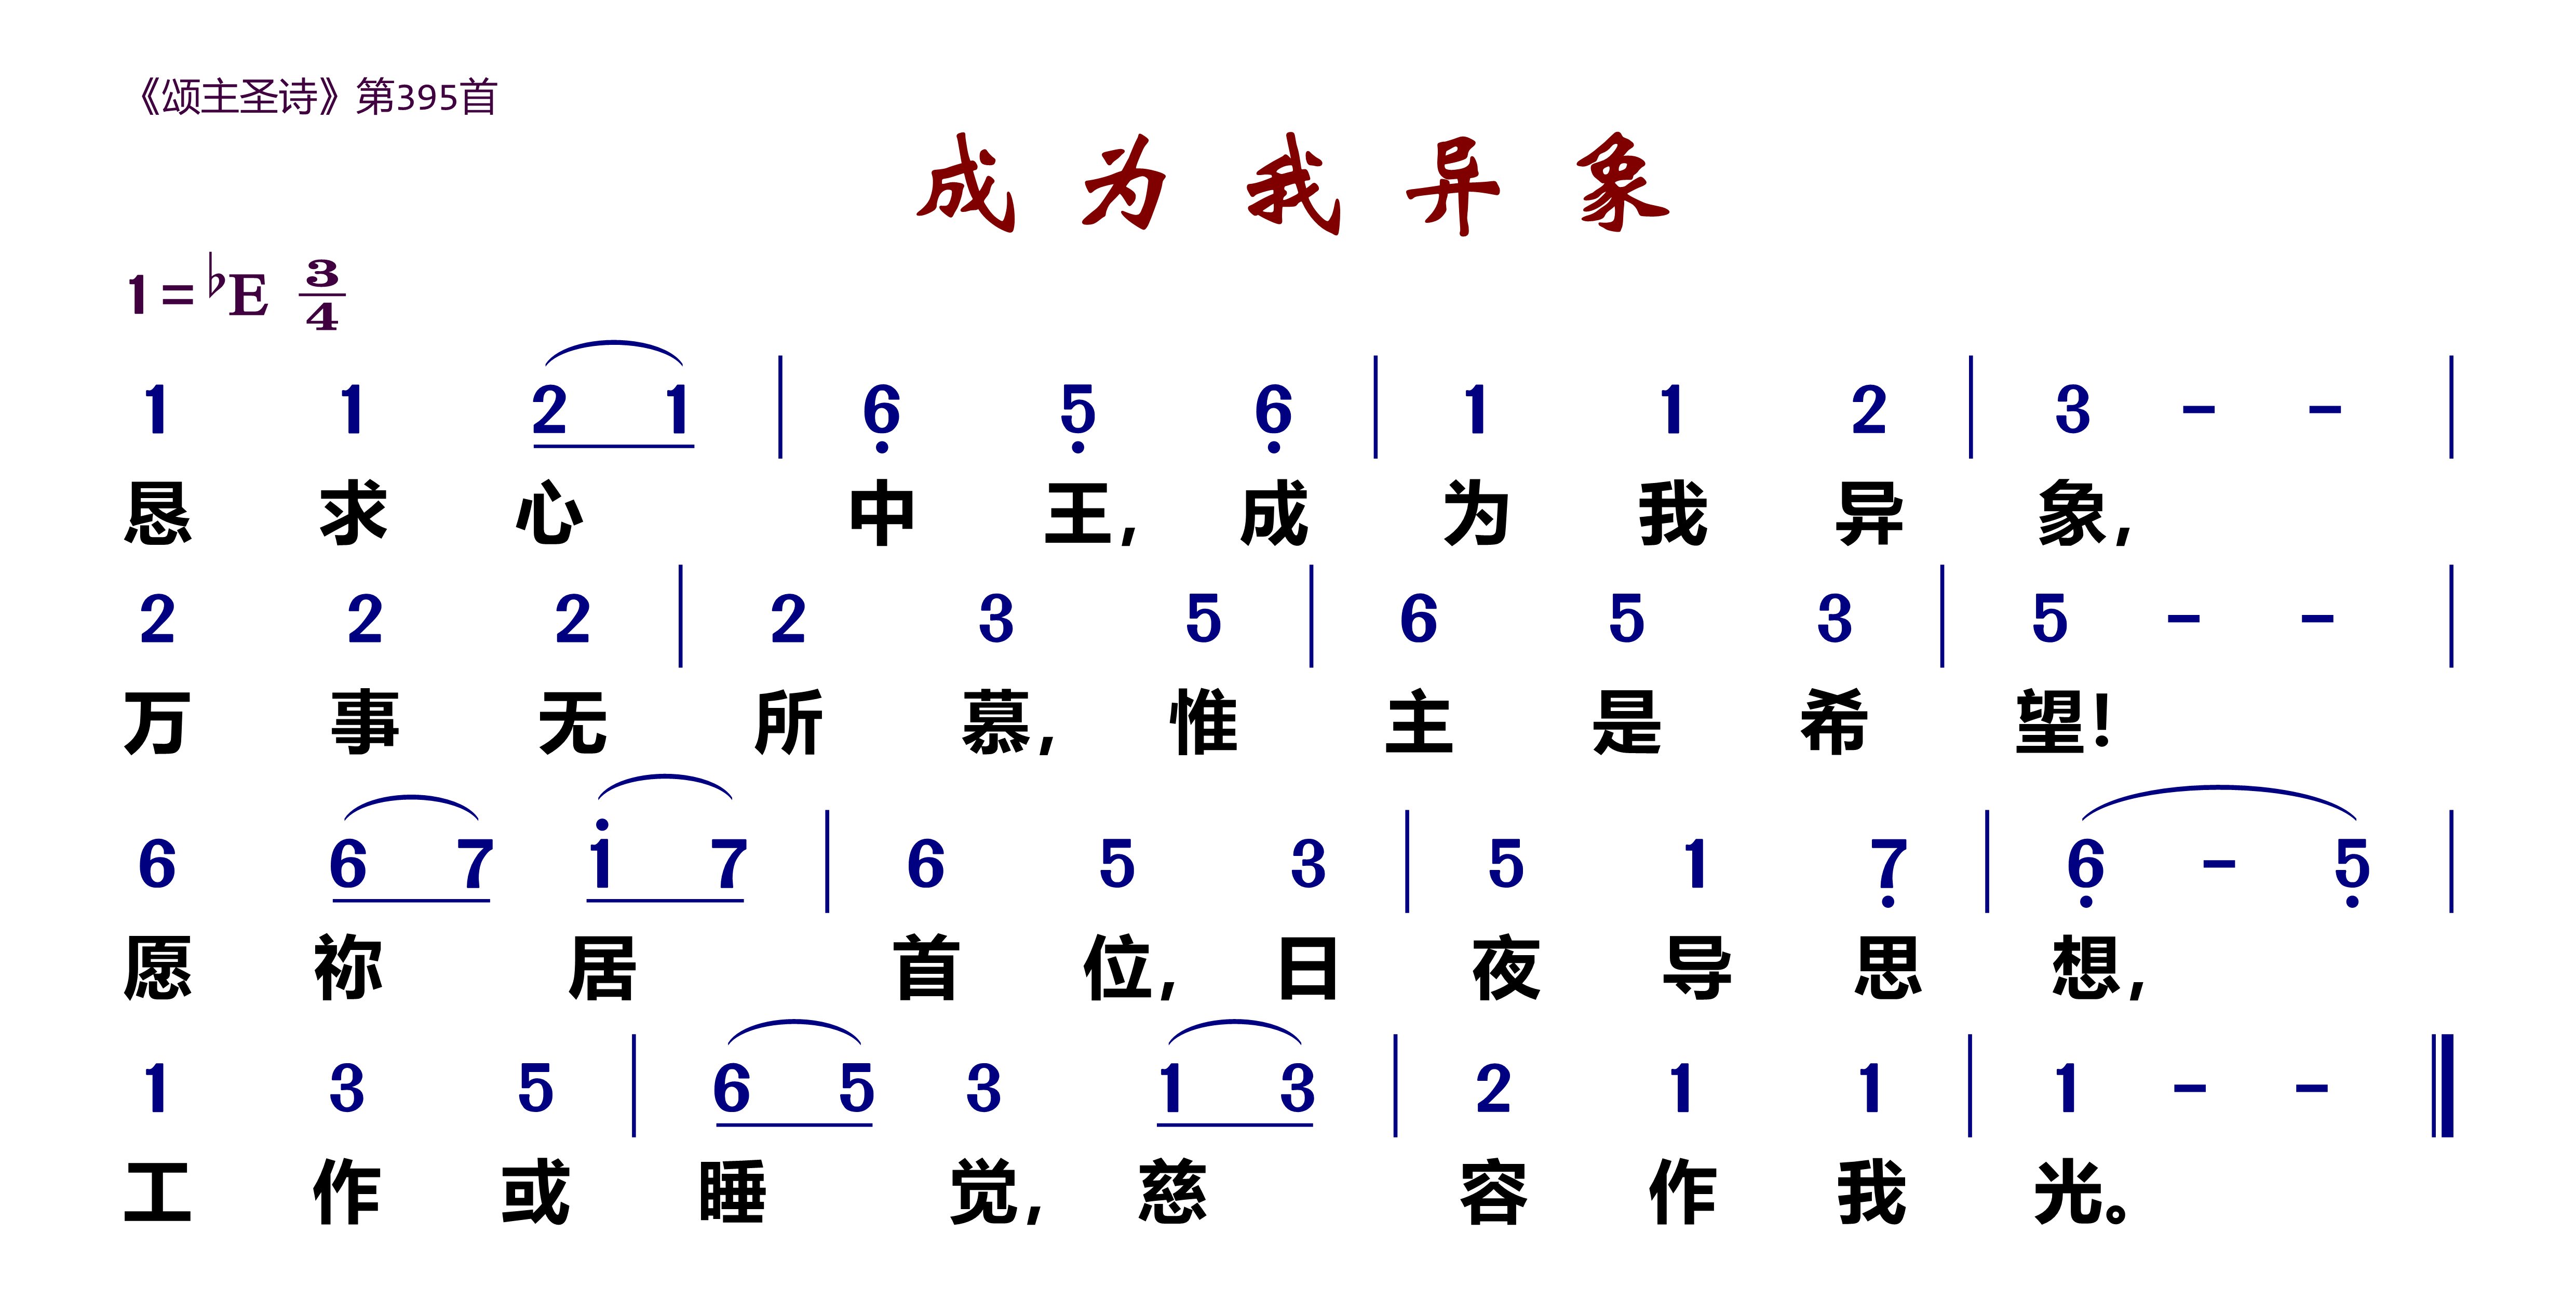 《颂主圣诗》第395首
成为我异象
1=♭E 3/4
1 1 2 1 | 6̣ 5̣ 6̣ | 1 1 2 | 3 - - |
恳求心中王,成为我异象,
2 2 2 | 2 3 5 | 6 5 3 | 5 - - |
万事无所慕,惟主是希望!
6 6 7 1̇ 7 | 6 5 3 | 5 1 7̣ | 6̣ - 5̣ |
愿祢居首位,日夜导思想,
1 3 5 | 6 5 3 1 3 | 2 1 1 | 1 - - ‖
工作或睡觉,慈容作我光。